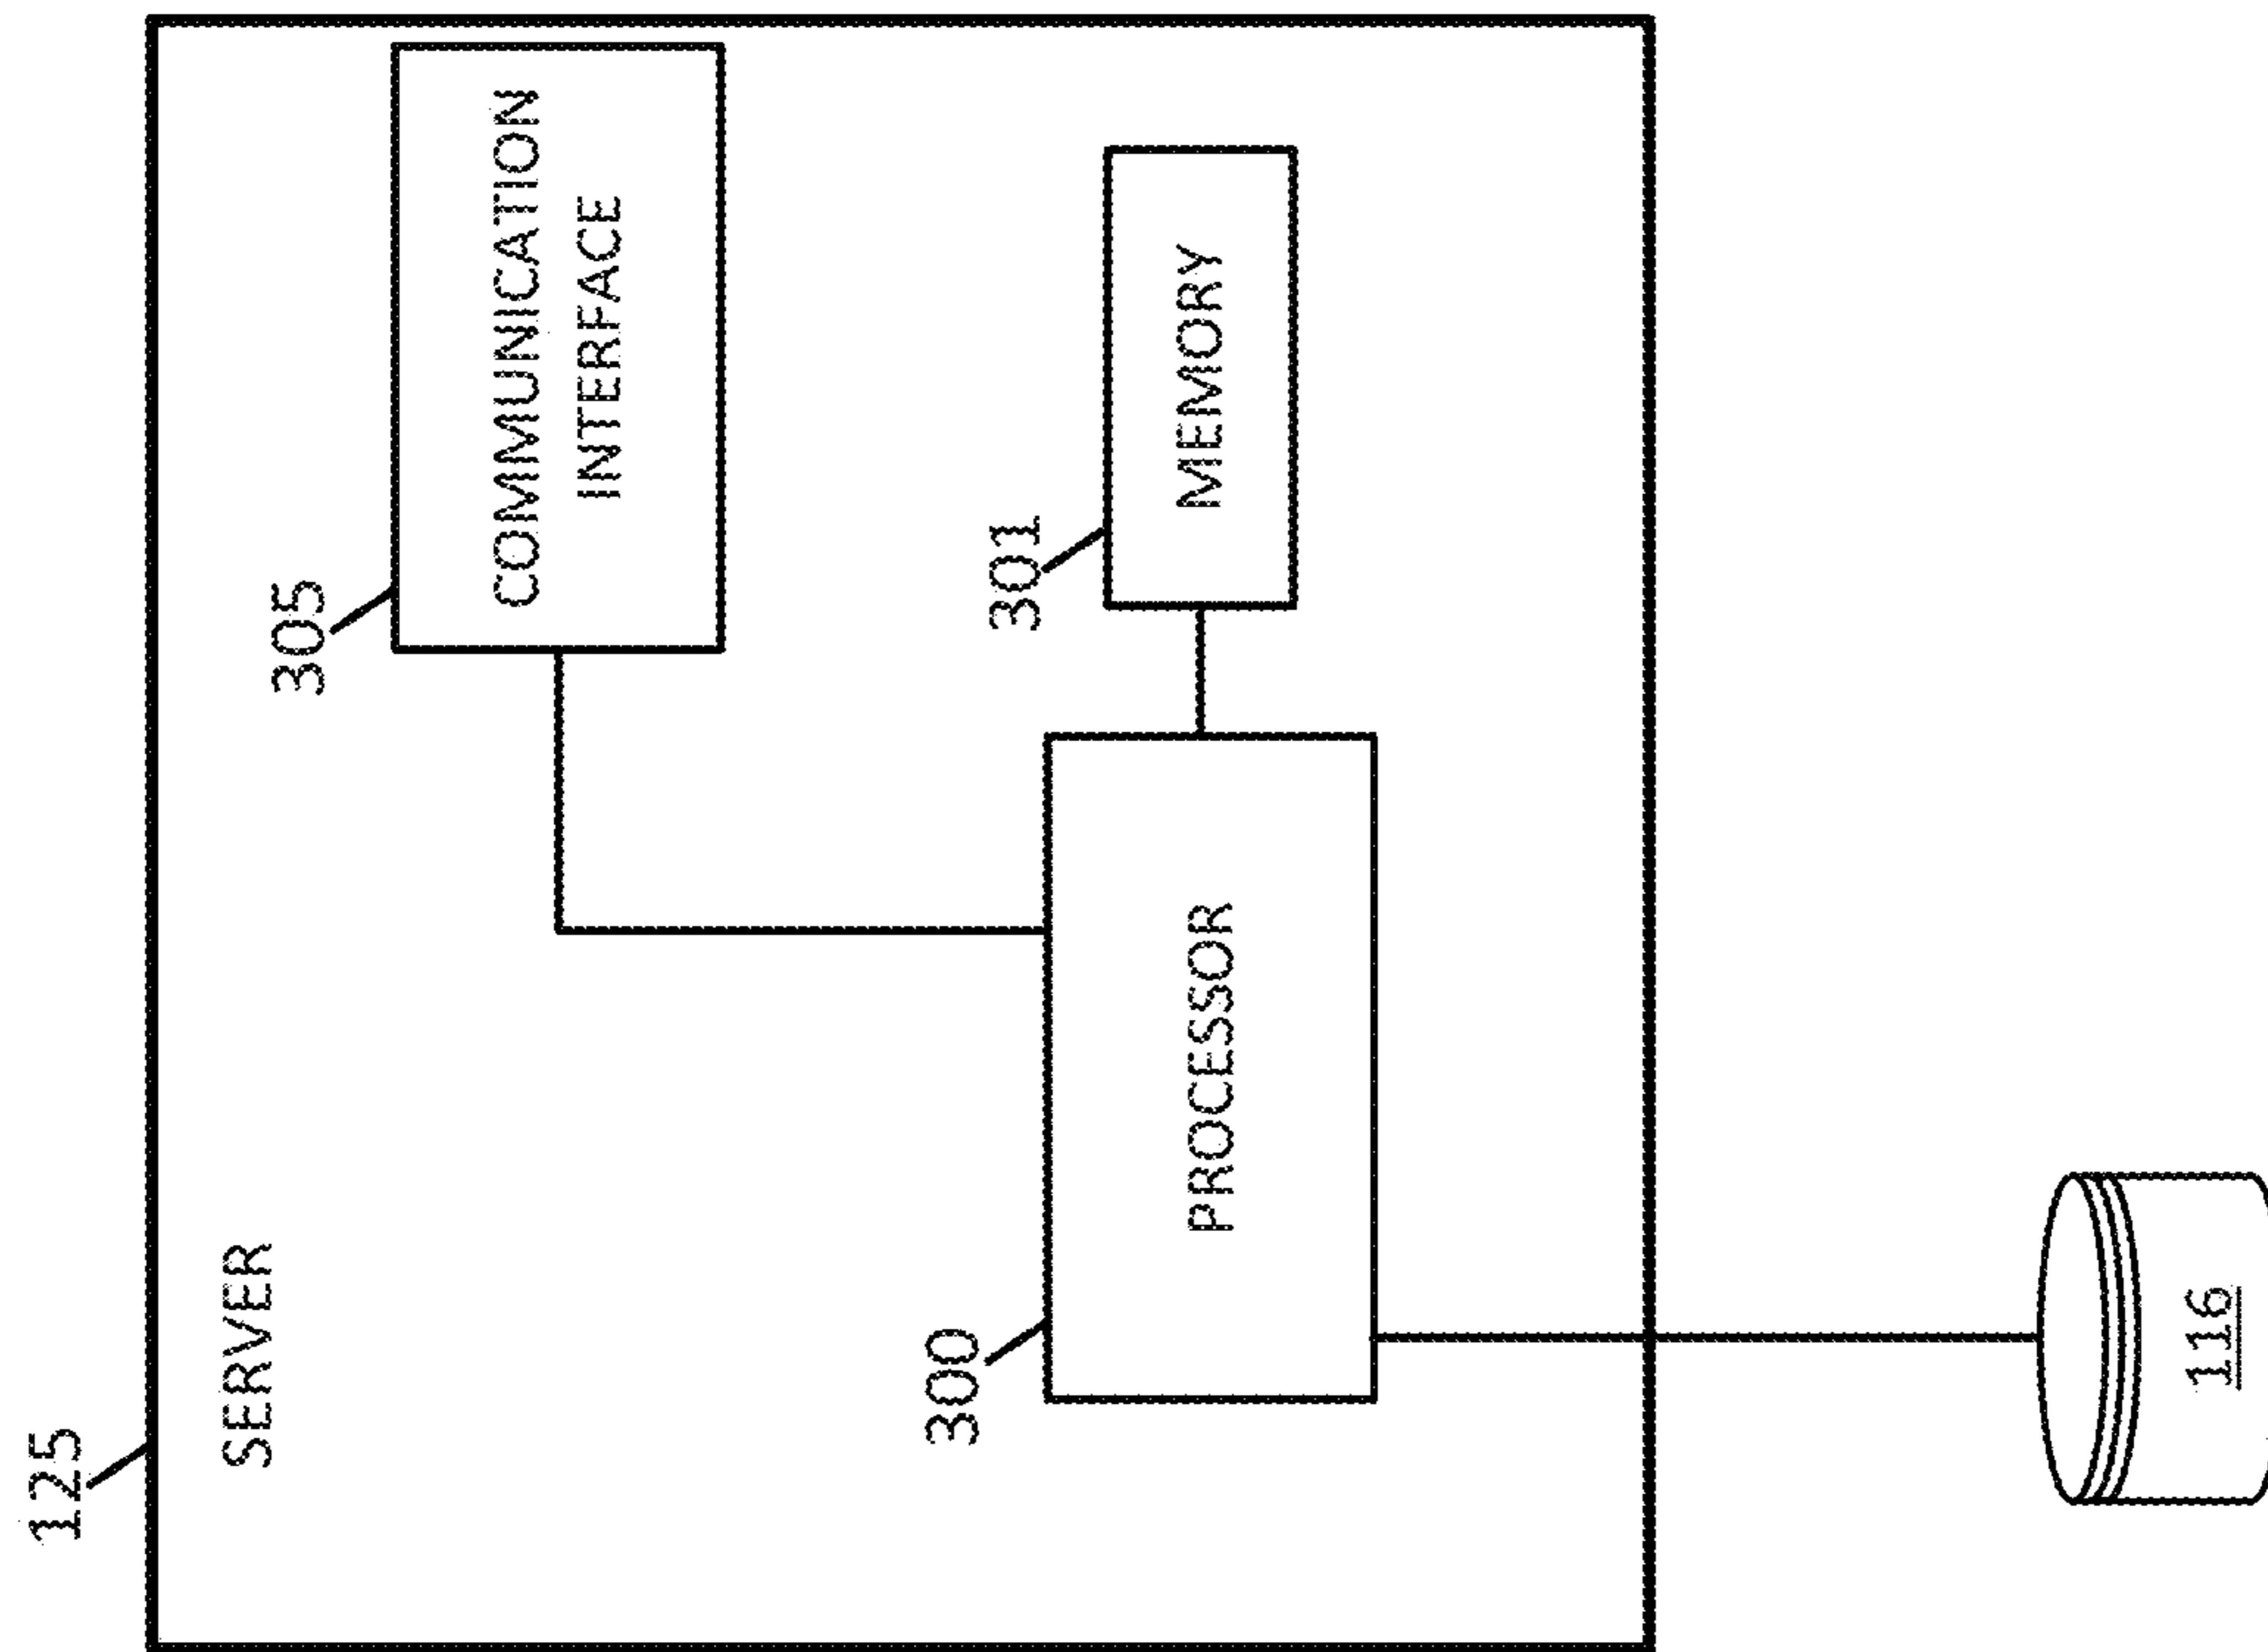 125
SERVER
305
COMMUNICATION
INTERFACE
300
PROCESSOR
301
MEMORY
116